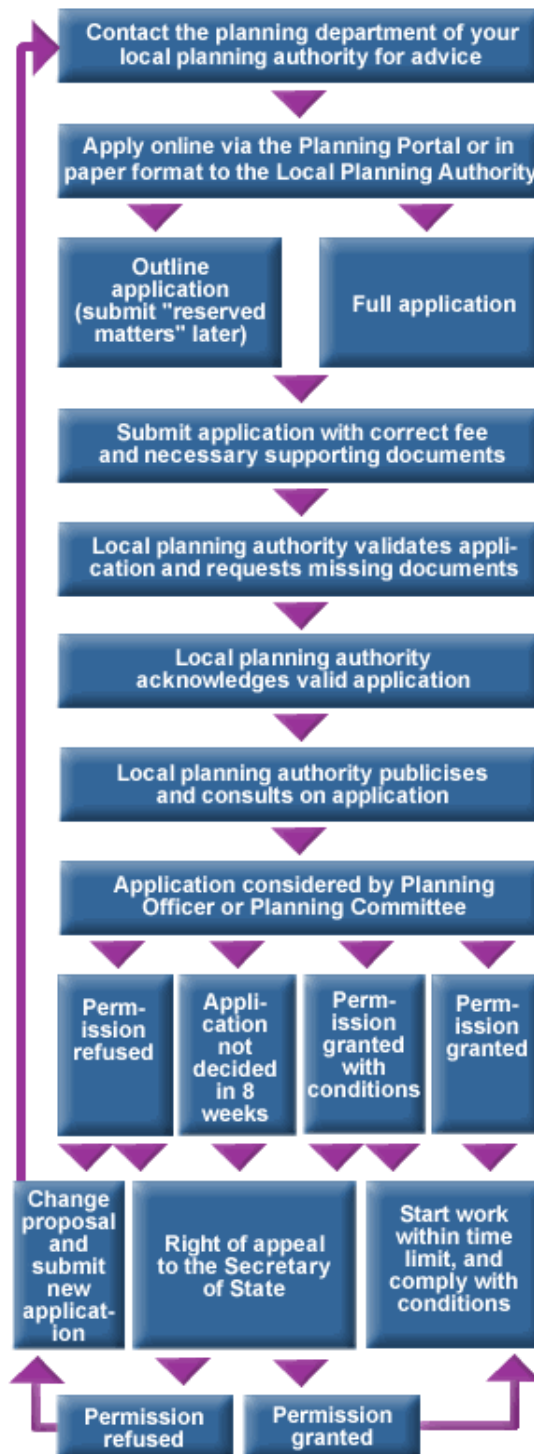 Contact the planning department of your
local planning authority for advice
Apply online via the Planning Portal or in
paper format to the Local Planning Authority
Outline
application
(submit "reserved
matters" later)
Full application
Submit application with correct fee
and necessary supporting documents
Local planning authority validates appli-
cation and requests missing documents
Local planning authority
acknowledges valid application
Local planning authority publicises
and consults on application
Application considered by Planning
Officer or Planning Committee
Perm-
ission
refused
Appli-
cation
not
decided
in 8
weeks
Perm-
ission
granted
with
conditions
Perm-
ission
granted
Change
proposal
and
submit
new
applicat-
ion
Right of appeal
to the Secretary
of State
Start work
within time
limit, and
comply with
conditions
Permission
refused
Permission
granted